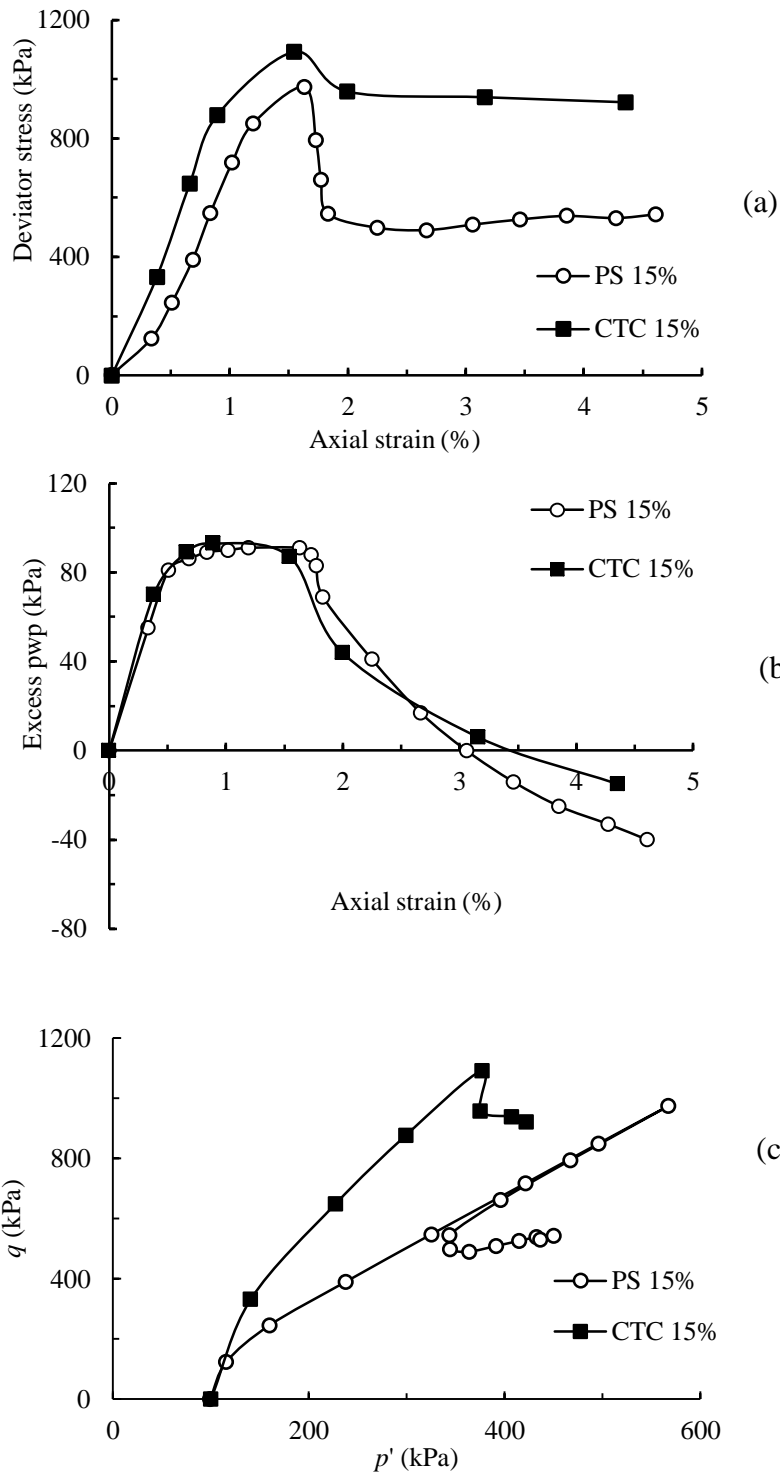 1200
800
400
0
Deviator stress (kPa)
PS 15%
CTC 15%
0 1 2 3 4 5
Axial strain (%)
(a)
120
80
40
0
-40
-80
Excess pwp (kPa)
PS 15%
CTC 15%
0 1 2 3 4 5
Axial strain (%)
(b
1200
800
400
0
q (kPa)
PS 15%
CTC 15%
0 200 400 600
p' (kPa)
(c